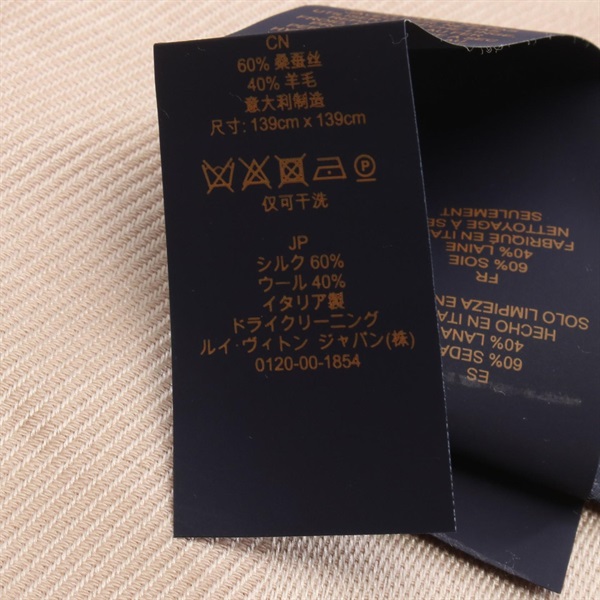 CN
60% 桑蚕丝
40% 羊毛
意大利制造
尺寸: 139cm x 139cm
P
仅可干洗
JP
シルク 60%
ウール 40%
イタリア製
ドライクリーニング
ルイ・ヴィトン ジャパン(株)
0120-00-1854
FR
60% SOIE
40% LAINE
FABRIQUÉ EN ITA
NETTOYAGE À SE
SEULEMENT
ES
60% SEDA
40% LANA
HECHO EN ITA
SOLO LIMPIEZA EN